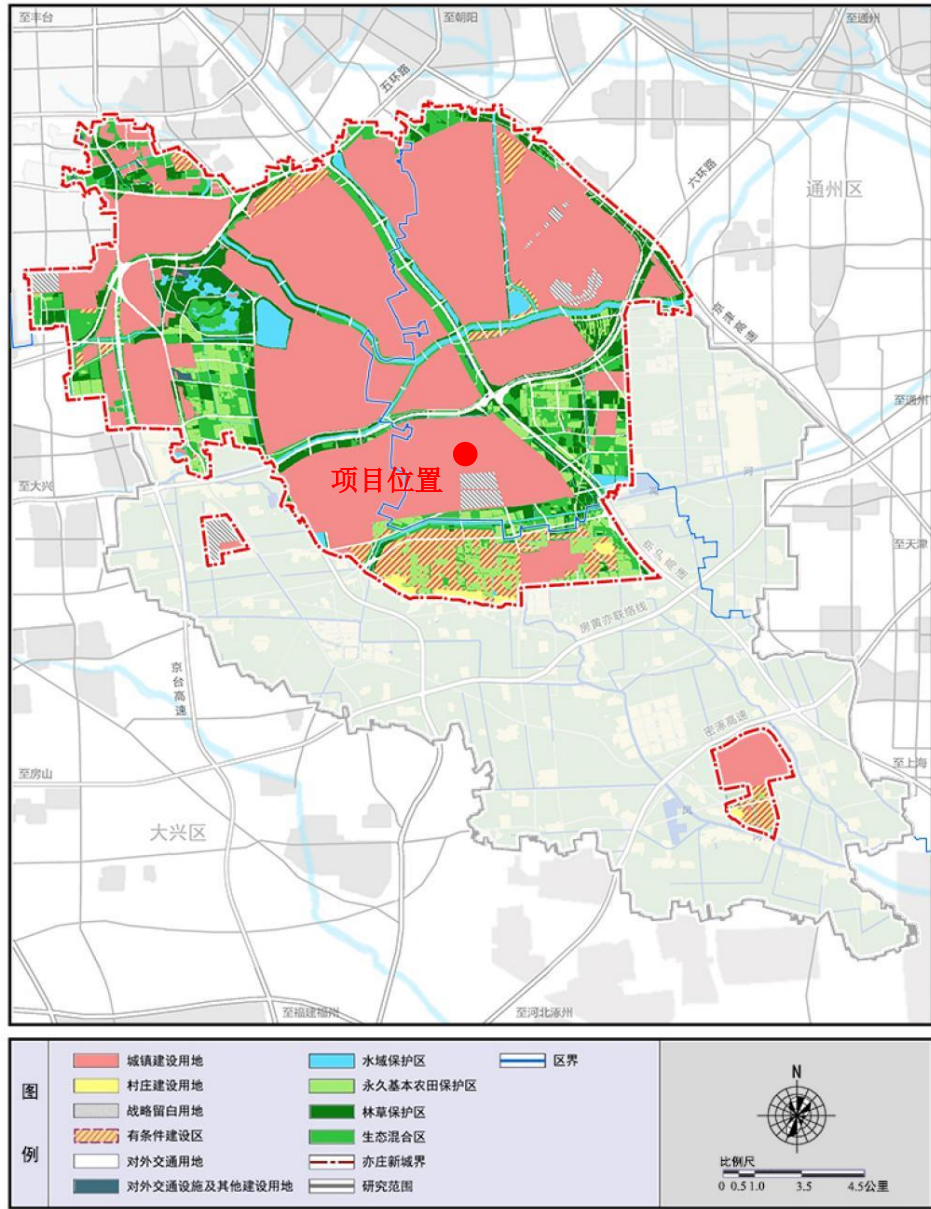 至丰台
至朝阳
至通州
五环路
六环路
通州区
京津高速
至通州
项目位置
至大兴
河
至天津
京台高速
房黄亦联络线
密涿高速
至房山
至上海
大兴区
凤
河
至福建福州
至河北涿州
图例
城镇建设用地
村庄建设用地
战略留白用地
有条件建设区
对外交通用地
对外交通设施及其他建设用地
水域保护区
永久基本农田保护区
林草保护区
生态混合区
亦庄新城界
研究范围
区界
N
比例尺
0 0.5 1.0 3.5 4.5公里